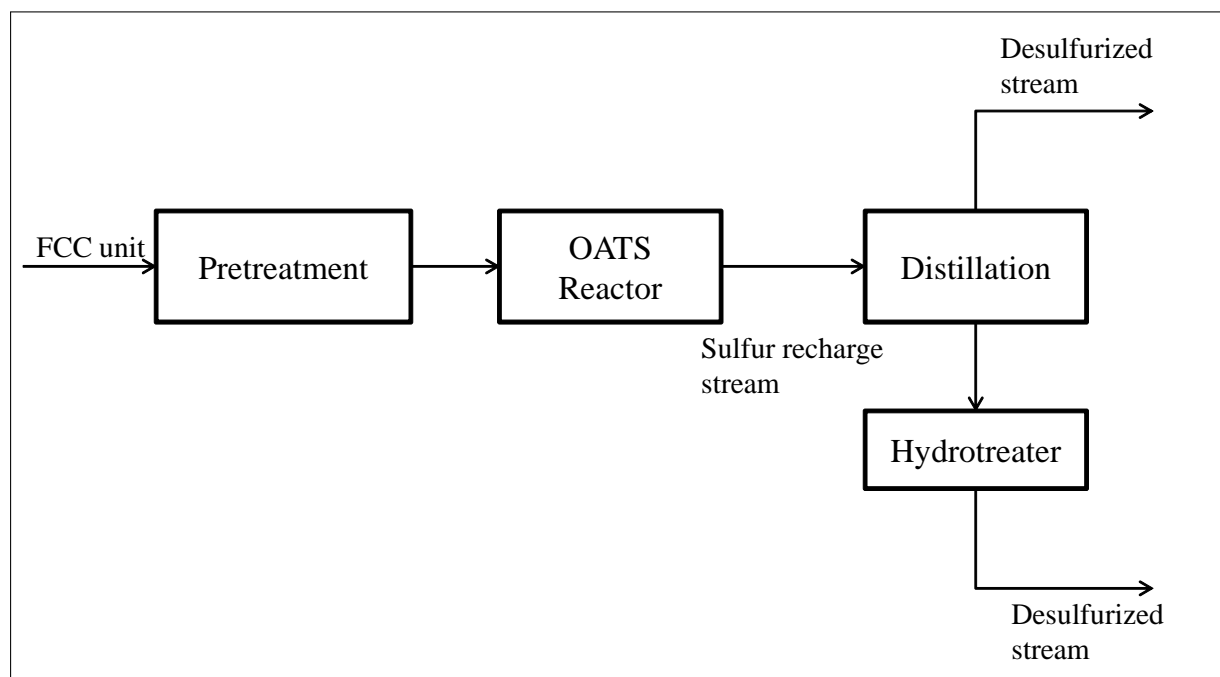 Desulfurized
stream
FCC unit
Pretreatment
OATS
Reactor
Distillation
Sulfur recharge
stream
Hydrotreater
Desulfurized
stream